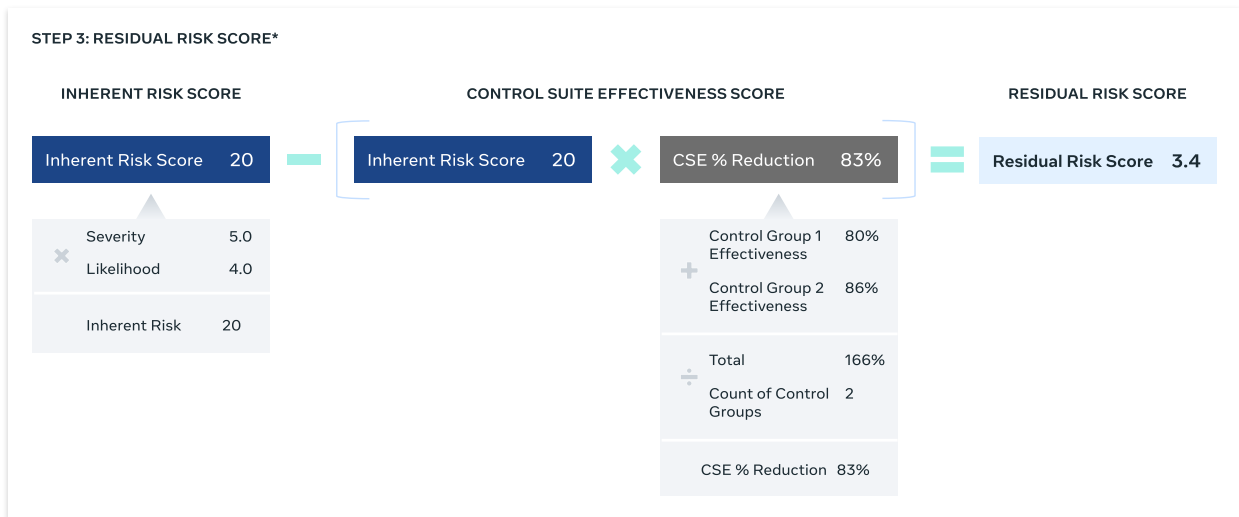 STEP 3: RESIDUAL RISK SCORE*
INHERENT RISK SCORE
CONTROL SUITE EFFECTIVENESS SCORE
RESIDUAL RISK SCORE
Inherent Risk Score 20
Inherent Risk Score 20
CSE % Reduction 83%
Residual Risk Score 3.4
Severity 5.0
Likelihood 4.0
Inherent Risk 20
Control Group 1 80%
Effectiveness
Control Group 2 86%
Effectiveness
Total 166%
Count of Control 2
Groups
CSE % Reduction 83%